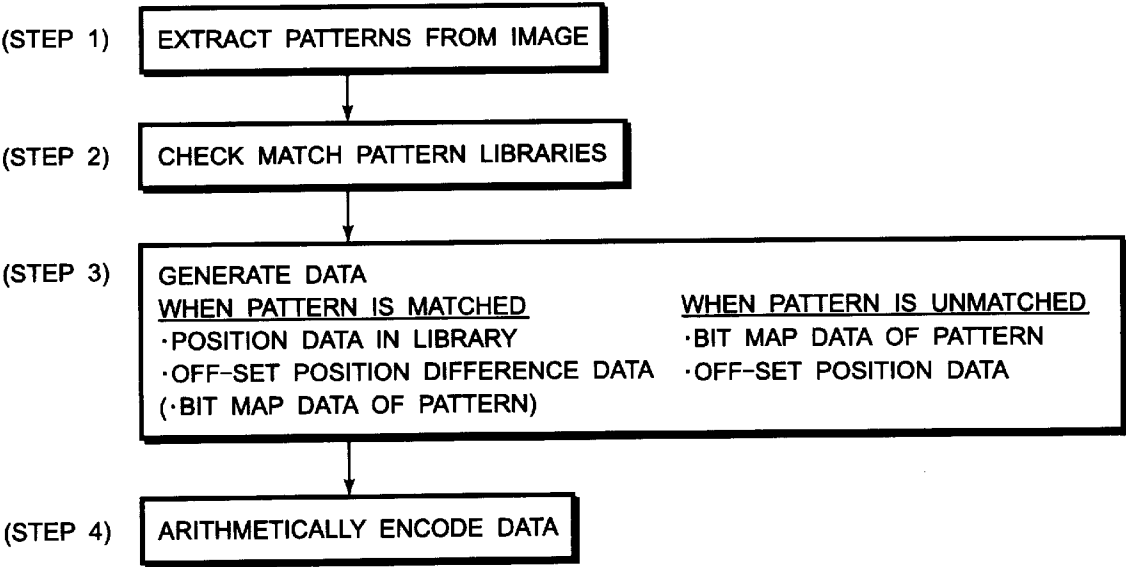 (STEP 1) EXTRACT PATTERNS FROM IMAGE
(STEP 2) CHECK MATCH PATTERN LIBRARIES
(STEP 3) GENERATE DATA
WHEN PATTERN IS MATCHED
·POSITION DATA IN LIBRARY
·OFF-SET POSITION DIFFERENCE DATA
(·BIT MAP DATA OF PATTERN)
WHEN PATTERN IS UNMATCHED
·BIT MAP DATA OF PATTERN
·OFF-SET POSITION DATA
(STEP 4) ARITHMETICALLY ENCODE DATA